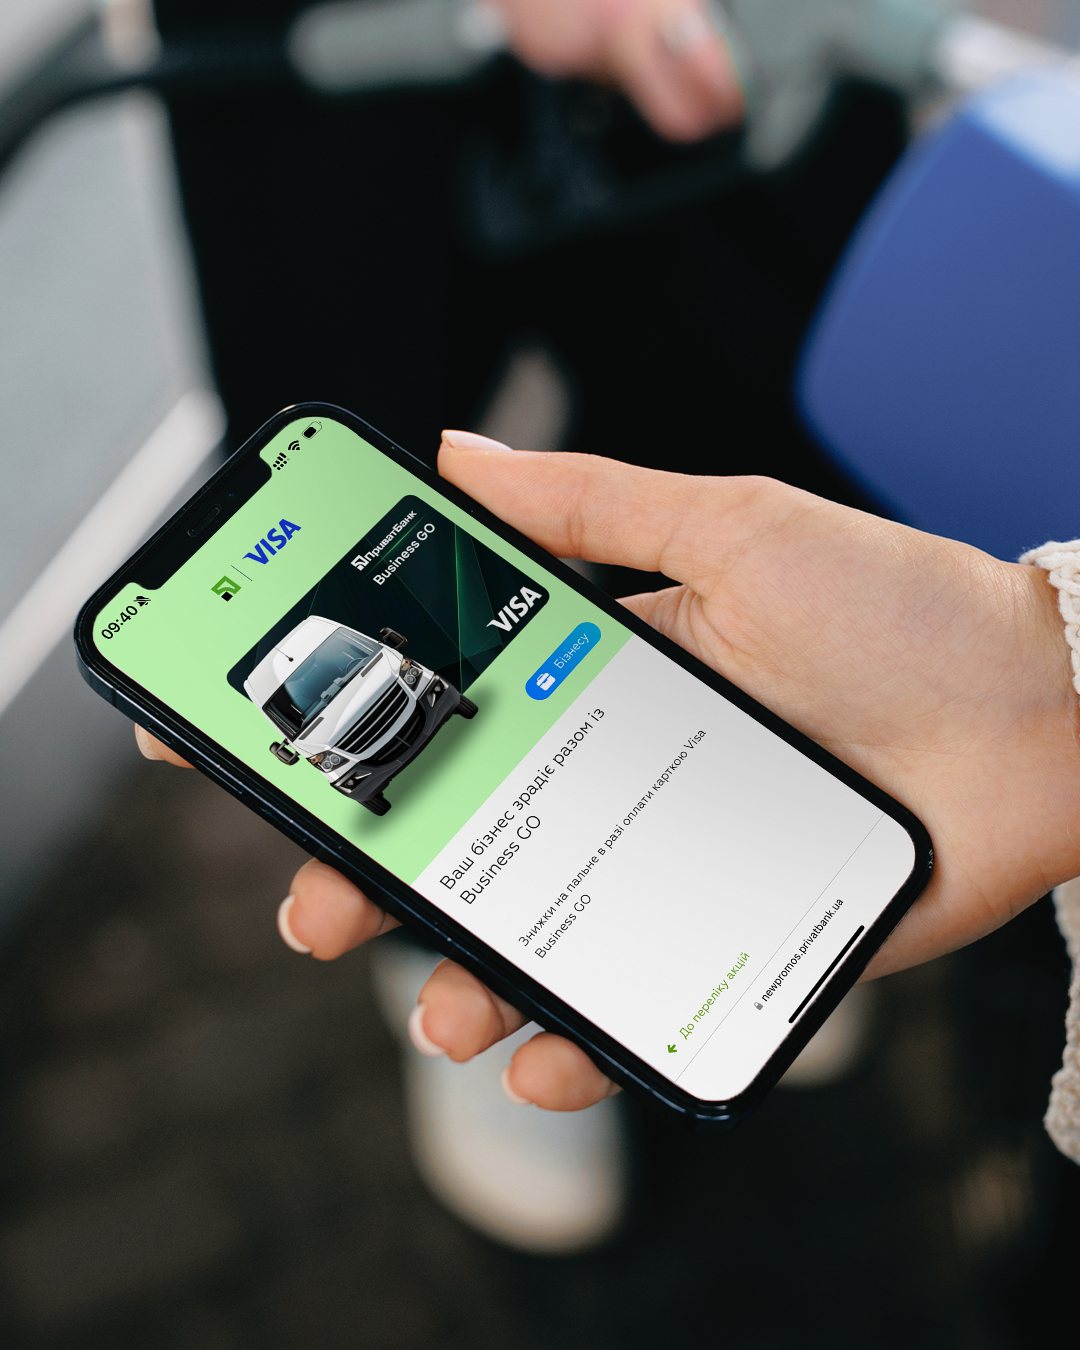 09:40
VISA
ПриватБанк
Business GO
VISA
Бізнесу
Ваш бізнес зрадіє разом із
Business GO
Знижки на пальне в разі оплати карткою Visa
Business GO
До переліку акцій
newpromos.privatbank.ua